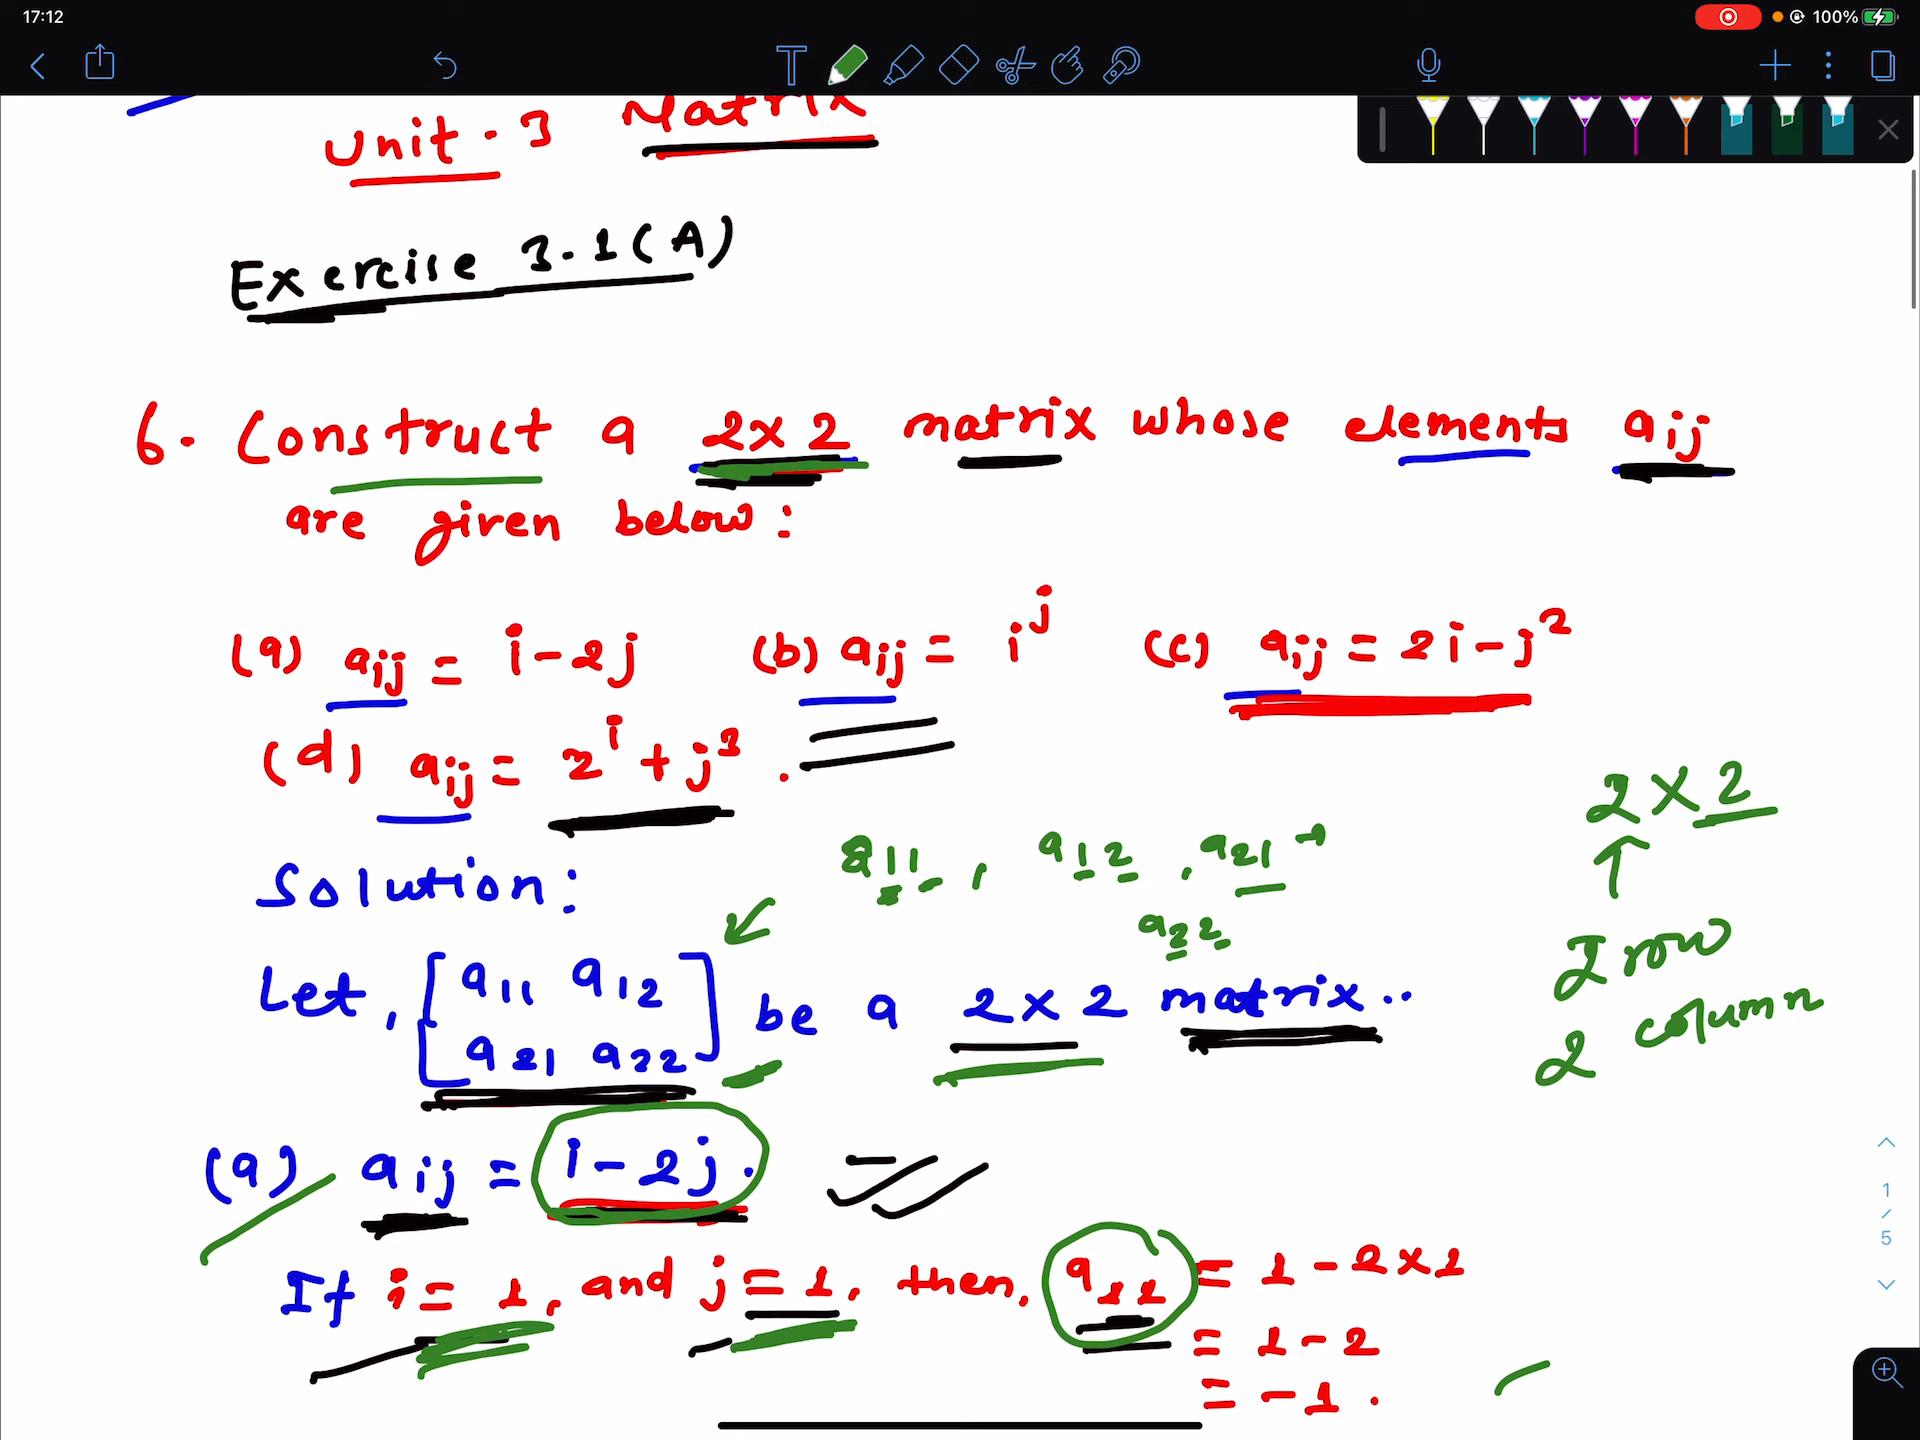 17:12
100%
Unit-3 Matrix
Exercise 3.1(A)
6. Construct a 2x2 matrix whose elements aij
are given below:
(a) aij = i-2j (b) aij = i^j (c) aij = 2i-j²
(d) aij = 2^i + j³ .
2x2
a11, a12, a21,
Solution:
a22
2 row
Let, [a11 a12
a21 a22] be a 2x2 matrix..
2 column
(a) aij = i-2j.
If i=1, and j=1, then, a11 = 1-2x1
= 1-2
= -1.
1
/
5